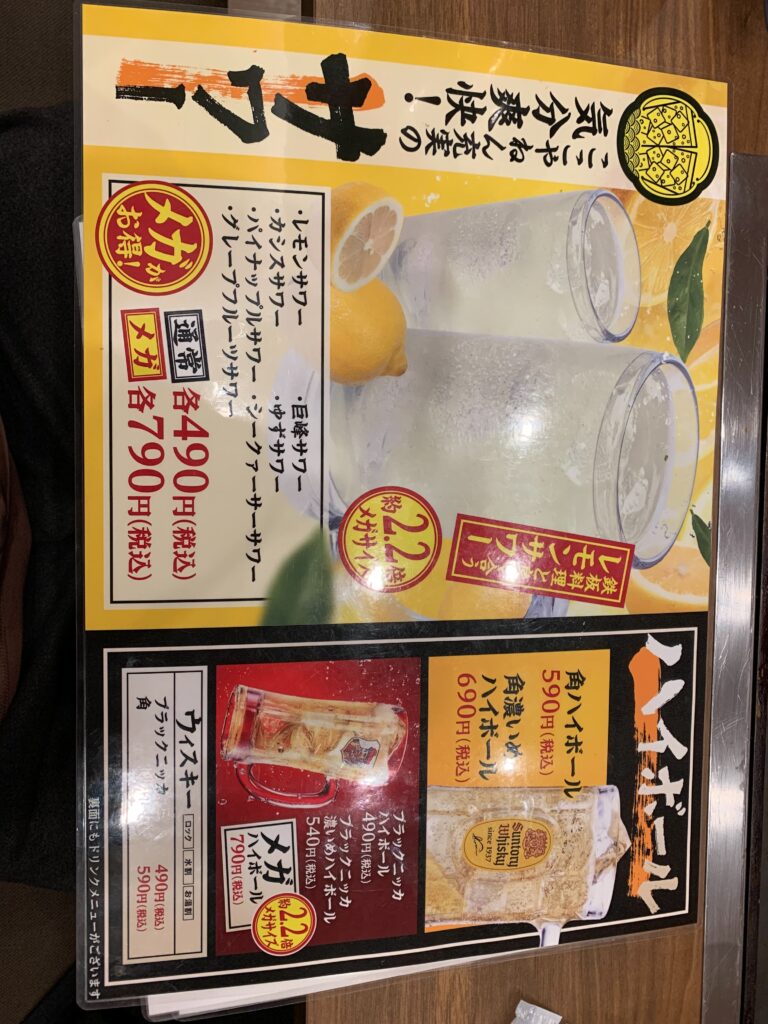 こってやねん充実の
気分爽快！
サワー
・レモンサワー
・カシスサワー
・パイナップルサワー
・グレープフルーツサワー
・巨峰サワー
・ゆずサワー
・シークァーサーサワー
メガが
お得！
通常 各490円(税込)
メガ 各790円(税込)
鉄板料理と
レモンサワー
約2.2倍
メガサイズ
ハイボール
角ハイボール
590円(税込)
角濃いめ
ハイボール
690円(税込)
Suntory
Whisky
SINCE 1937
ブラックニッカ
ハイボール
490円(税込)
ブラックニッカ
濃いめハイボール
540円(税込)
メガ
ハイボール
790円(税込)
約2.2倍
メガサイズ
ウィスキー ロック 水割 お湯割
ブラックニッカ 490円(税込)
角 590円(税込)
裏面にもドリンクメニューがございます